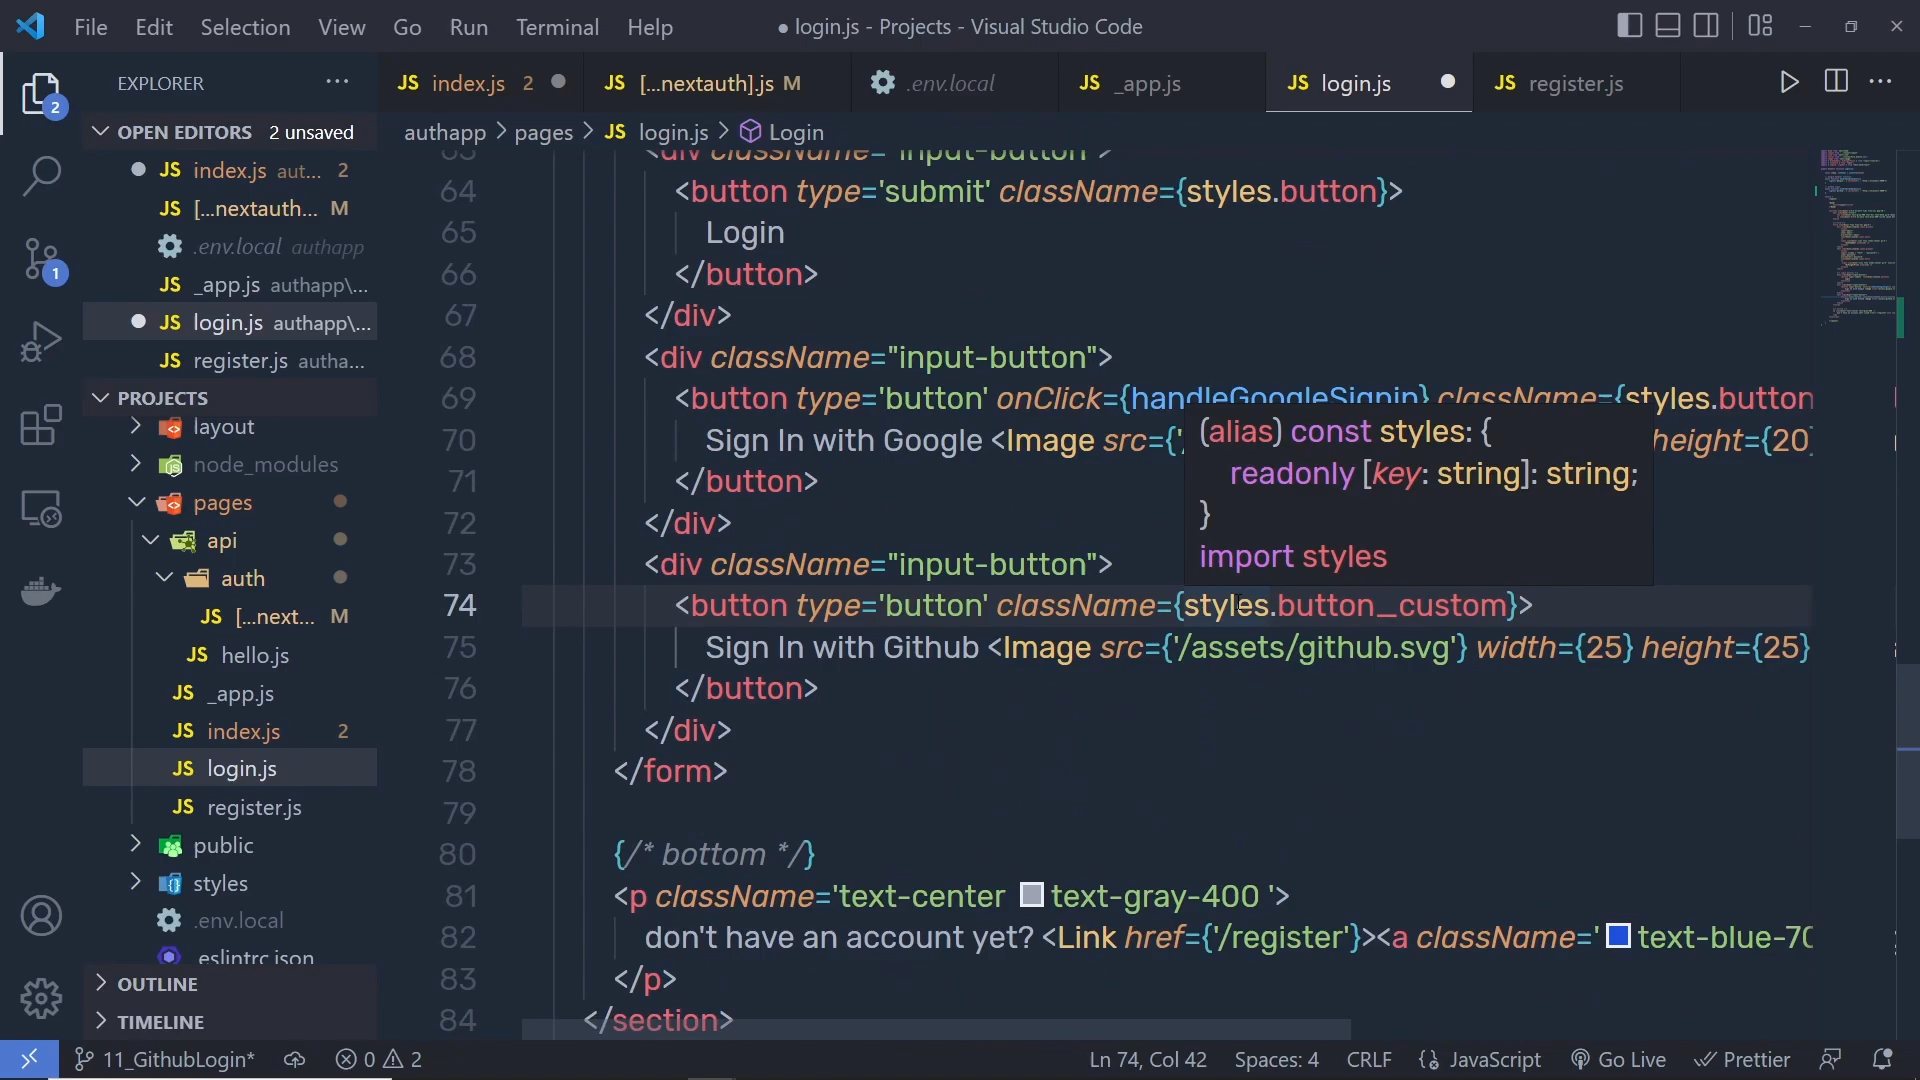 File Edit Selection View Go Run Terminal Help
● login.js - Projects - Visual Studio Code
EXPLORER
JS index.js 2
JS [...nextauth].js M
.env.local
JS _app.js
JS login.js
JS register.js
authapp > pages > JS login.js > Login
2
1
OPEN EDITORS 2 unsaved
JS index.js aut... 2
JS [...nextauth... M
.env.local authapp
JS _app.js authapp\...
JS login.js authapp\...
JS register.js autha...
PROJECTS
layout
node_modules
pages
api
auth
JS [...next... M
JS hello.js
JS _app.js
JS index.js 2
JS login.js
JS register.js
public
styles
.env.local
.eslintrc.json
OUTLINE
TIMELINE
63 <div className="input-button">
64 <button type='submit' className={styles.button}>
65 Login
66 </button>
67 </div>
68 <div className="input-button">
69 <button type='button' onClick={handleGoogleSignin} className={styles.button
70 Sign In with Google <Image src={'/ height={20}
71 </button>
72 </div>
73 <div className="input-button">
74 <button type='button' className={styles.button_custom}>
75 Sign In with Github <Image src={'/assets/github.svg'} width={25} height={25}
76 </button>
77 </div>
78 </form>
79
80 {/* bottom */}
81 <p className='text-center text-gray-400 '>
82 don't have an account yet? <Link href={'/register'}><a className=' text-blue-70
83 </p>
84 </section>
(alias) const styles: {
readonly [key: string]: string;
}
import styles
11_GithubLogin* 0 2
Ln 74, Col 42 Spaces: 4 CRLF JavaScript Go Live Prettier